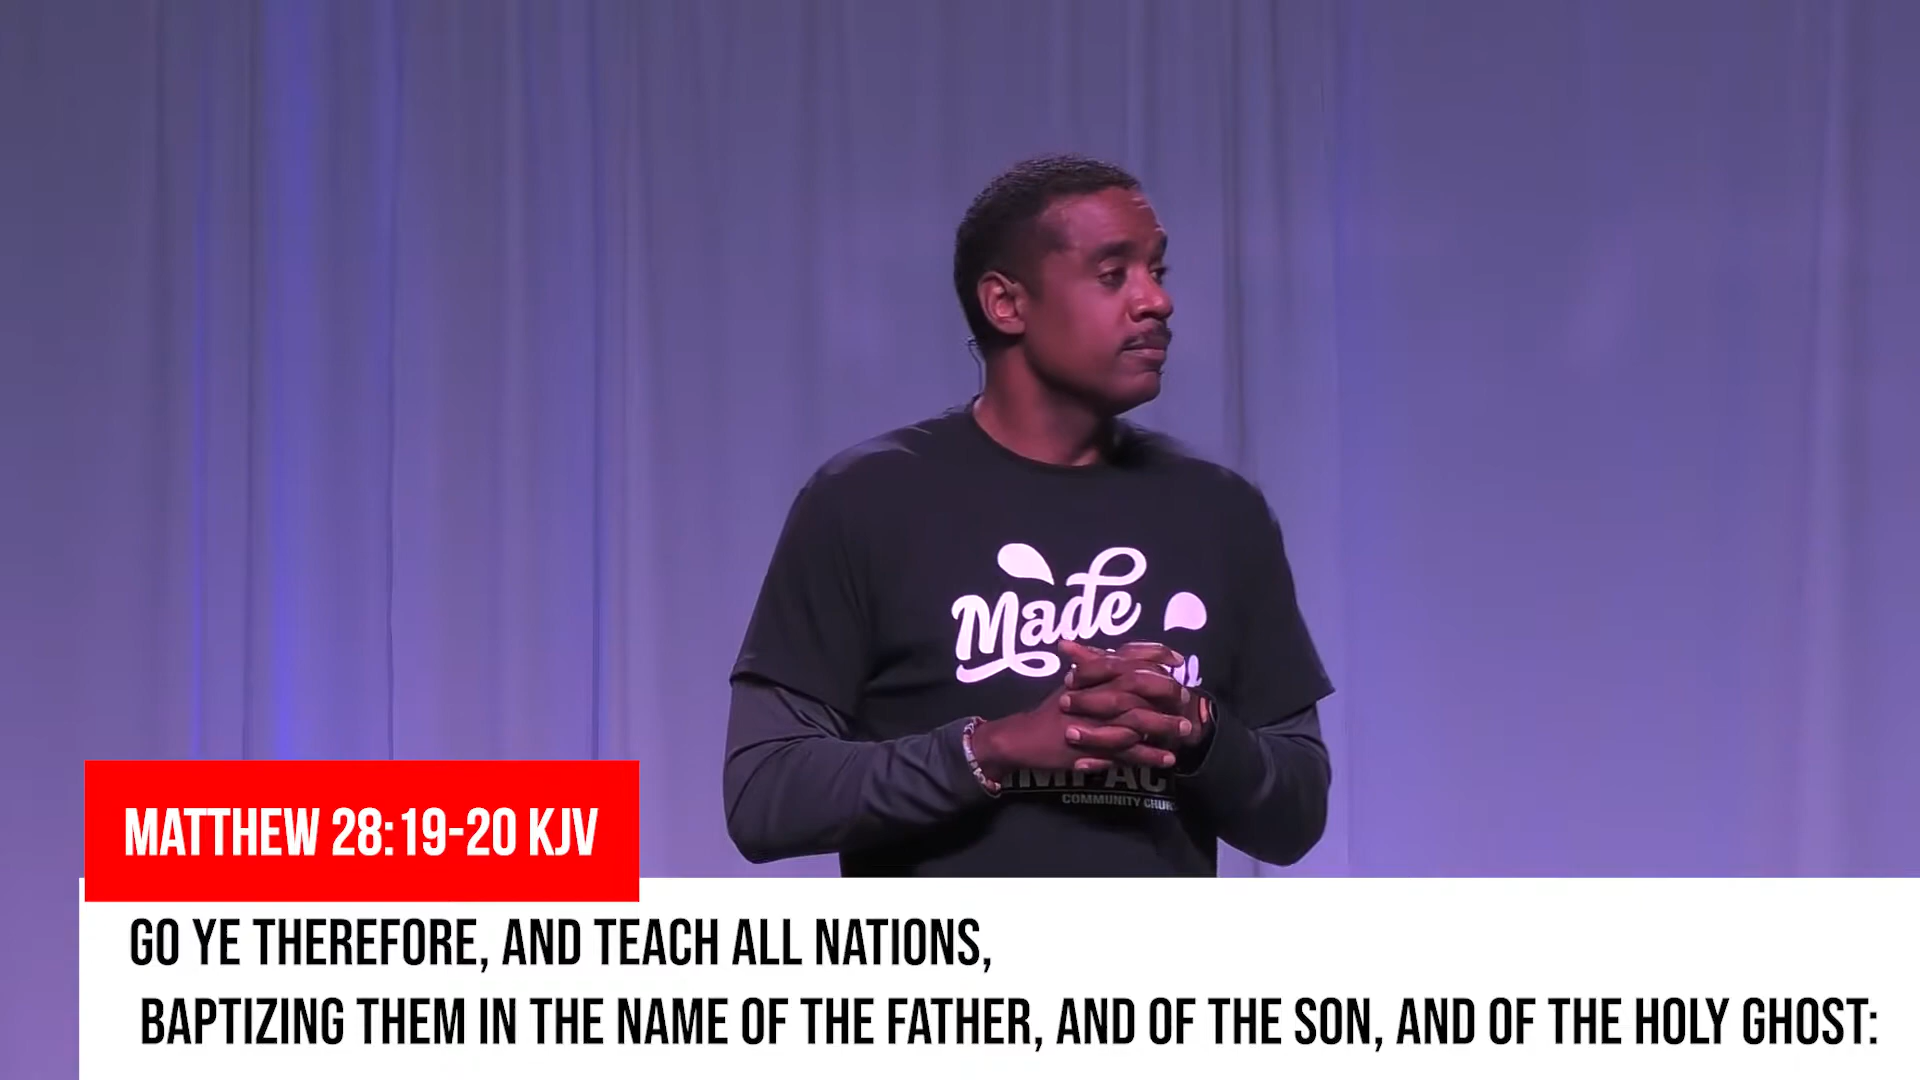 Made
COMMUNITY CHUR
MATTHEW 28:19-20 KJV
GO YE THEREFORE, AND TEACH ALL NATIONS,
BAPTIZING THEM IN THE NAME OF THE FATHER, AND OF THE SON, AND OF THE HOLY GHOST: